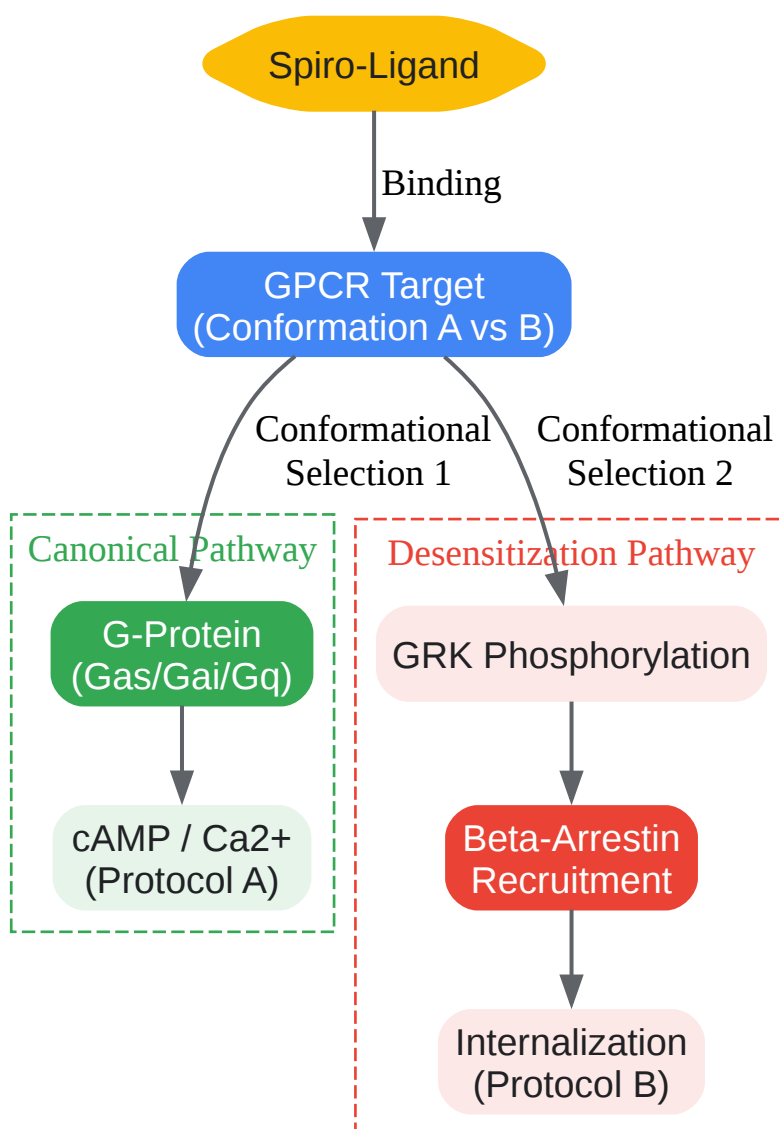 Spiro-Ligand
Binding
GPCR Target
(Conformation A vs B)
Conformational
Selection 1
Conformational
Selection 2
Canonical Pathway
G-Protein
(Gas/Gai/Gq)
cAMP / Ca2+
(Protocol A)
Desensitization Pathway
GRK Phosphorylation
Beta-Arrestin
Recruitment
Internalization
(Protocol B)